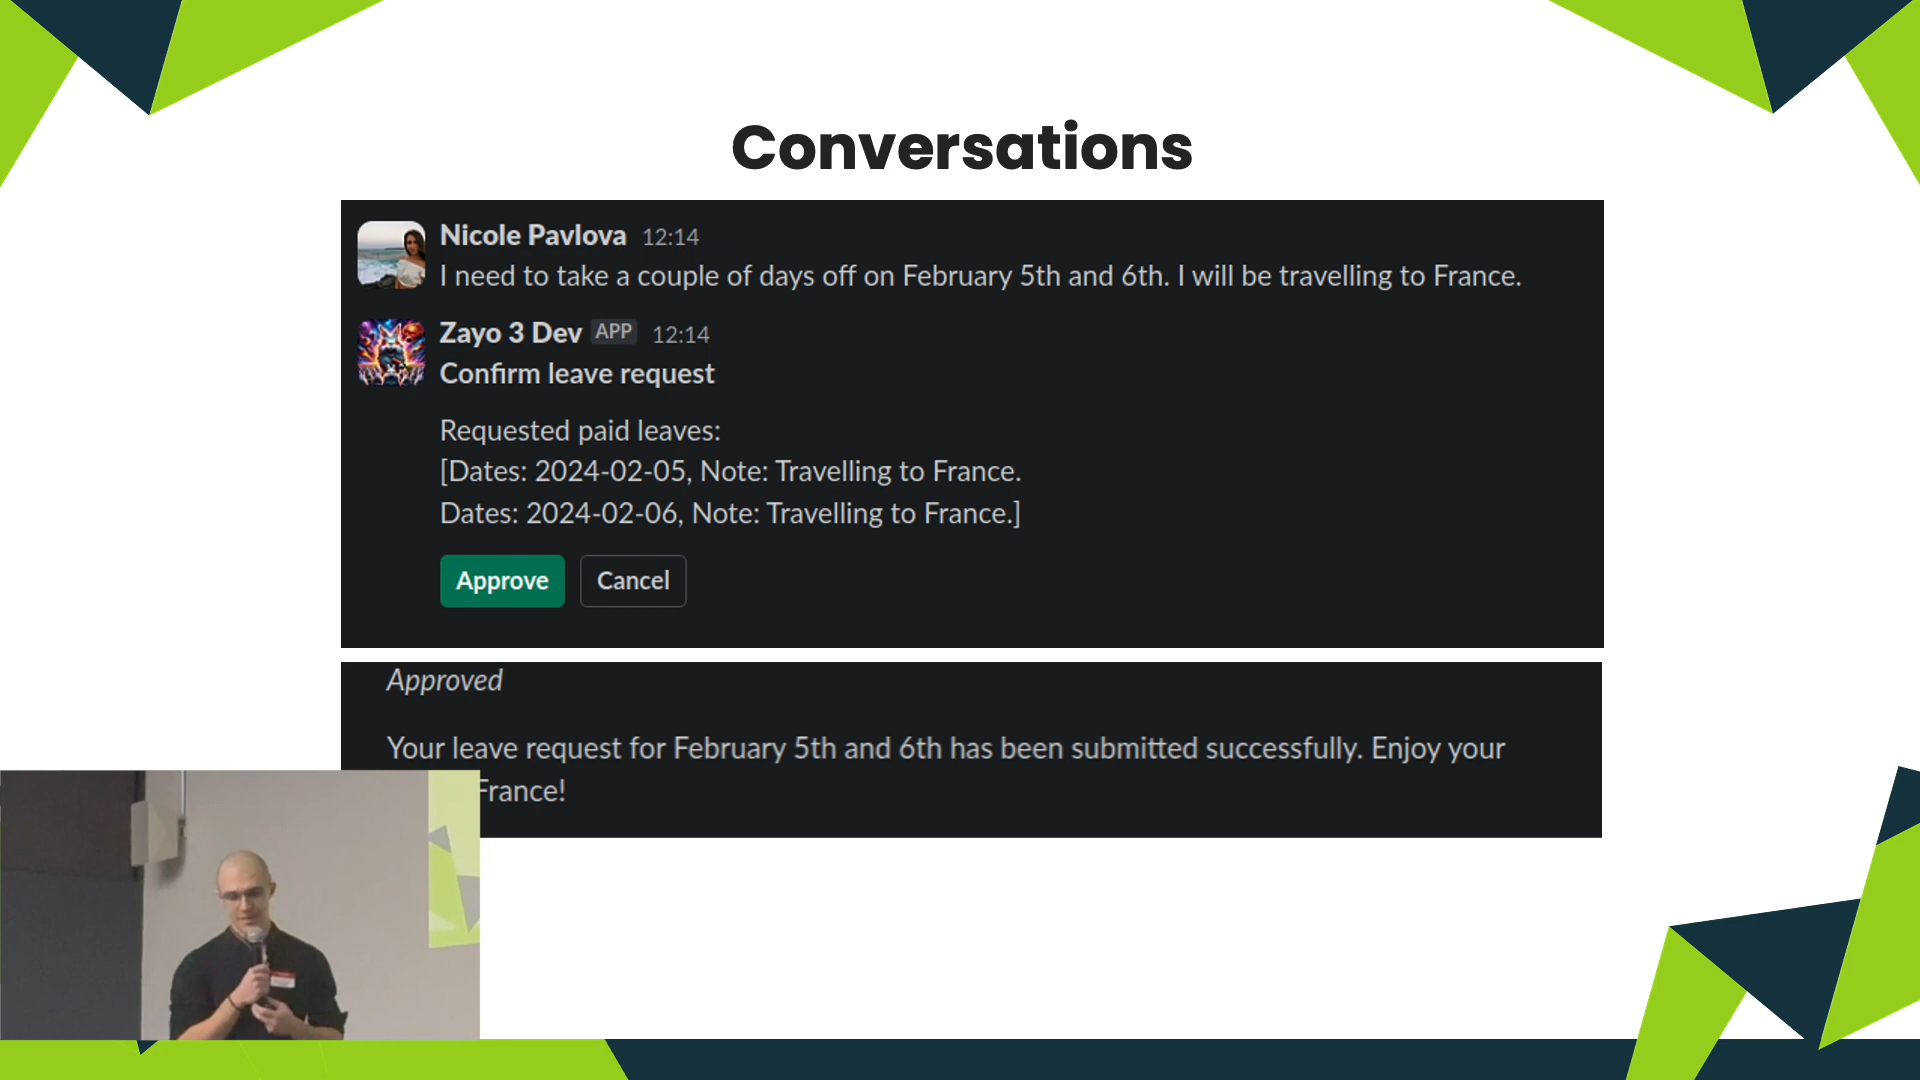 Conversations
Nicole Pavlova 12:14
I need to take a couple of days off on February 5th and 6th. I will be travelling to France.
Zayo 3 Dev APP 12:14
Confirm leave request
Requested paid leaves:
[Dates: 2024-02-05, Note: Travelling to France.
Dates: 2024-02-06, Note: Travelling to France.]
Approve Cancel
Approved
Your leave request for February 5th and 6th has been submitted successfully. Enjoy your
France!